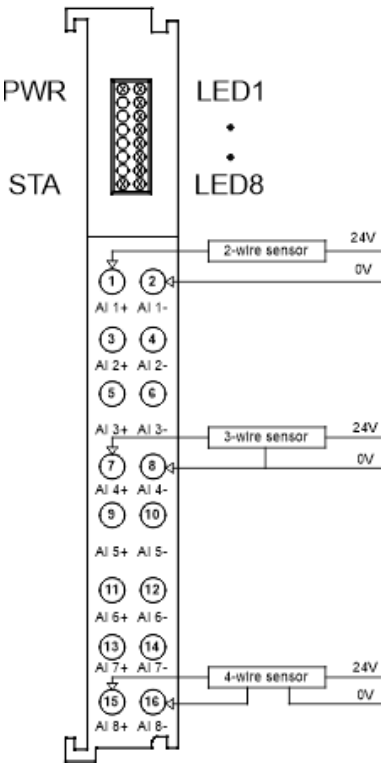 PWR LED1
STA LED8
24V
2-wire sensor
0V
1 2
AI 1+ AI 1-
3 4
AI 2+ AI 2-
5 6
AI 3+ AI 3-
24V
3-wire sensor
0V
7 8
AI 4+ AI 4-
9 10
AI 5+ AI 5-
11 12
AI 6+ AI 6-
13 14
AI 7+ AI 7-
24V
4-wire sensor
0V
15 16
AI 8+ AI 8-